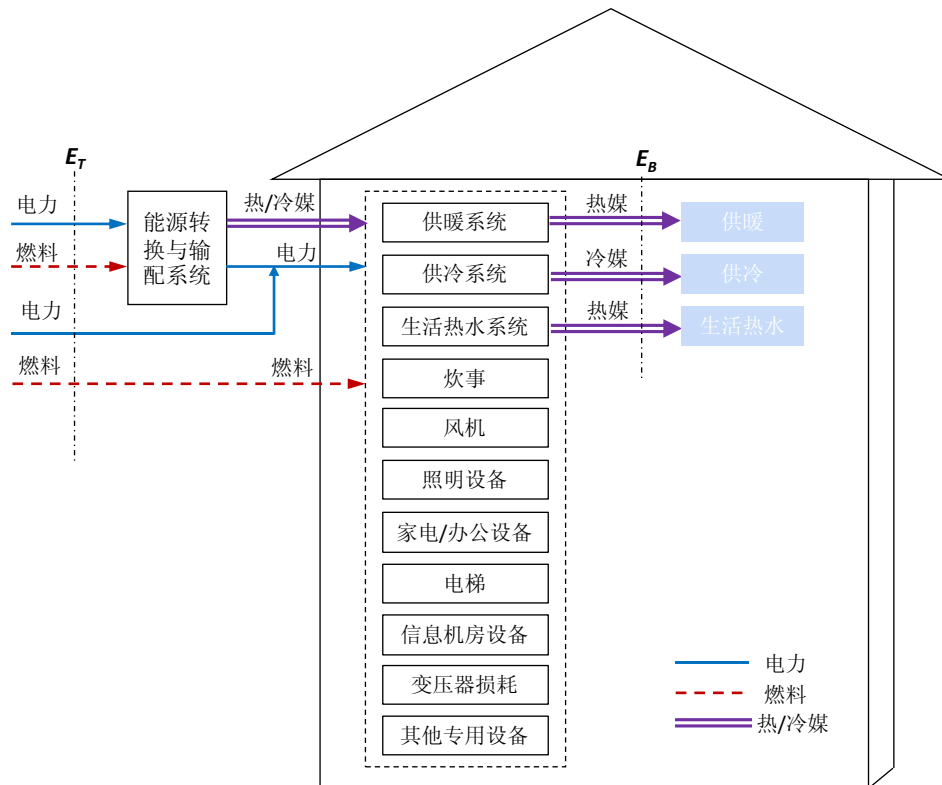 E_T
E_B
电力
热/冷媒
热媒
能源转
换与输
配系统
供暖系统
供暖
燃料
电力
冷媒
供冷系统
供冷
电力
热媒
生活热水系统
生活热水
燃料
燃料
炊事
风机
照明设备
家电/办公设备
电梯
信息机房设备
变压器损耗
其他专用设备
电力
燃料
热/冷媒